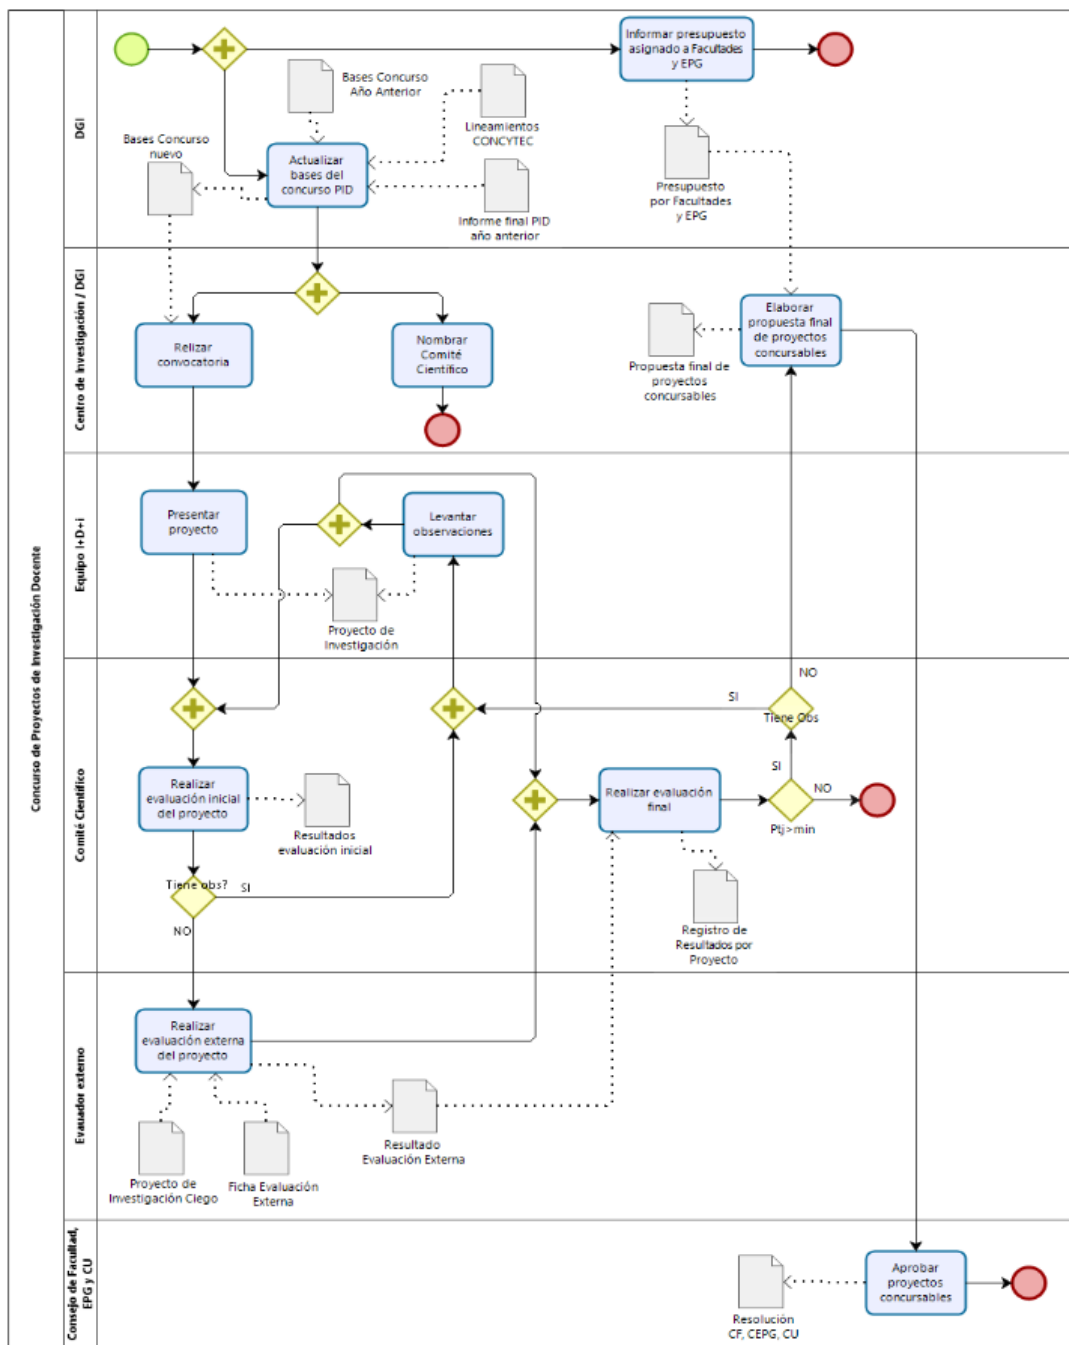 Concurso de Proyectos de Investigación Docente
DGI
Informar presupuesto
asignado a Facultades
y EPG
Bases Concurso
Año Anterior
Lineamientos
CONCYTEC
Bases Concurso
nuevo
Actualizar
bases del
concurso PID
Informe final PID
año anterior
Presupuesto
por Facultades
y EPG
Centro de Investigación / DGI
Relizar
convocatoria
Nombrar
Comité
Científico
Elaborar
propuesta final
de proyectos
concursables
Propuesta final de
proyectos
concursables
Equipo I+D+i
Presentar
proyecto
Levantar
observaciones
Proyecto de
Investigación
Comité Científico
NO
SI
Tiene Obs
Realizar
evaluación inicial
del proyecto
Resultados
evaluación inicial
Realizar evaluación
final
SI
NO
Ptj>min
Tiene obs?
SI
NO
Registro de
Resultados por
Proyecto
Evauador externo
Realizar
evaluación externa
del proyecto
Resultado
Evaluación Externa
Proyecto de
Investigación Ciego
Ficha Evaluación
Externa
Consejo de Facultad,
EPG y CU
Aprobar
proyectos
concursables
Resolución
CF, CEPG, CU